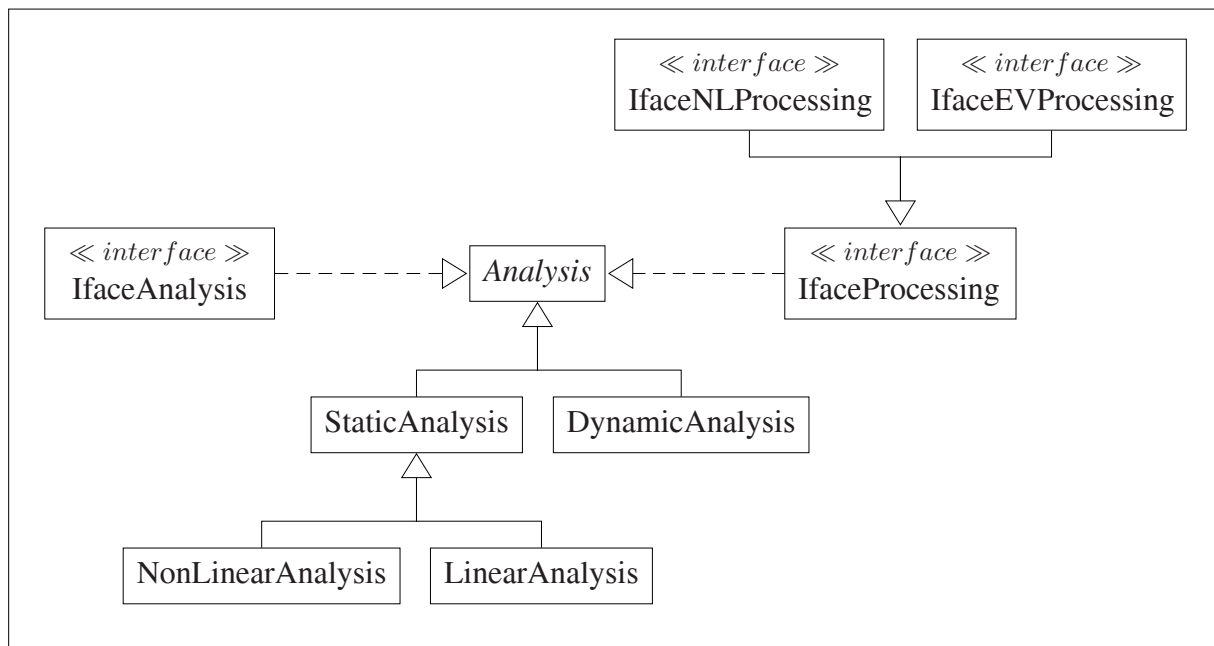 ≪ interface ≫
IfaceNLProcessing
≪ interface ≫
IfaceEVProcessing
≪ interface ≫
IfaceAnalysis
Analysis
≪ interface ≫
IfaceProcessing
StaticAnalysis
DynamicAnalysis
NonLinearAnalysis
LinearAnalysis